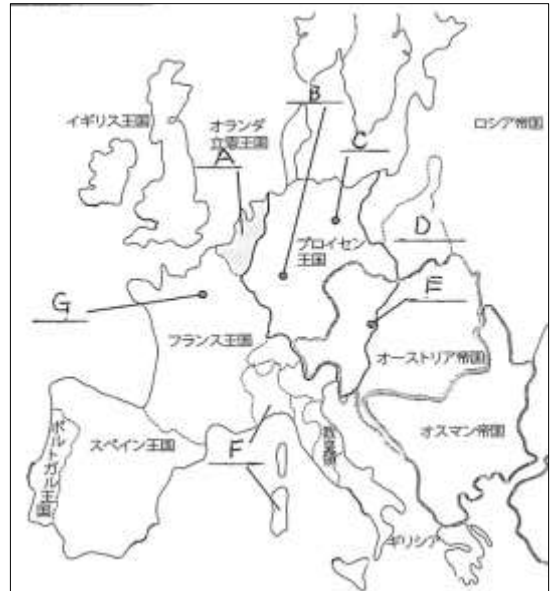 イギリス王国
オランダ
立憲王国
A
B
C
ロシア帝国
プロイセン
王国
D
E
G
フランス王国
オーストリア帝国
ポルトガル王国
スペイン王国
F
教皇領
オスマン帝国
ギリシア